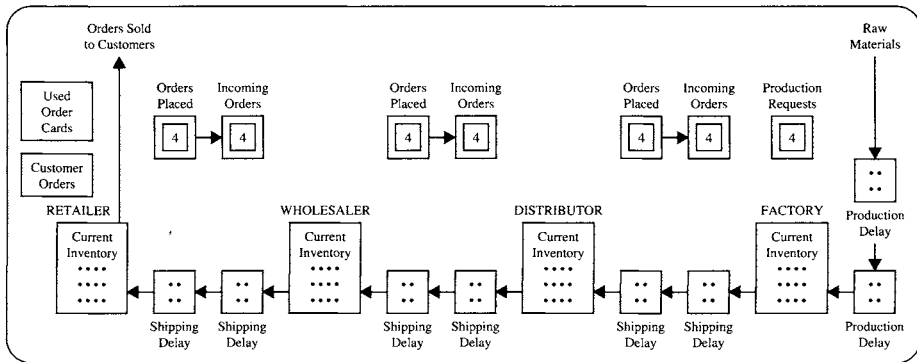 Orders Sold
to Customers
Raw
Materials
Used
Order
Cards
Orders
Placed
4
Incoming
Orders
4
Orders
Placed
4
Incoming
Orders
4
Orders
Placed
4
Incoming
Orders
4
Production
Requests
4
Customer
Orders
RETAILER
WHOLESALER
DISTRIBUTOR
FACTORY
Production
Delay
Current
Inventory
Current
Inventory
Current
Inventory
Current
Inventory
Shipping
Delay
Shipping
Delay
Shipping
Delay
Shipping
Delay
Shipping
Delay
Shipping
Delay
Production
Delay